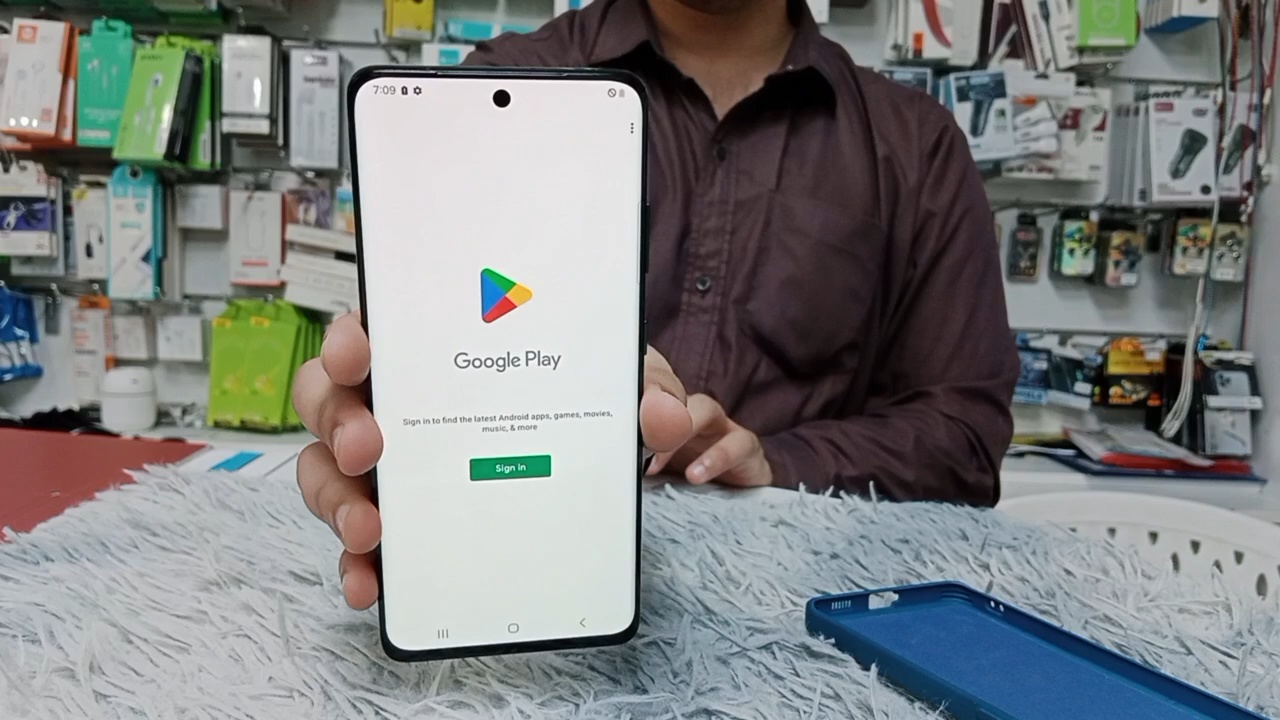 7:09
Google Play
Sign in to find the latest Android apps, games, movies,
music, & more
Sign in